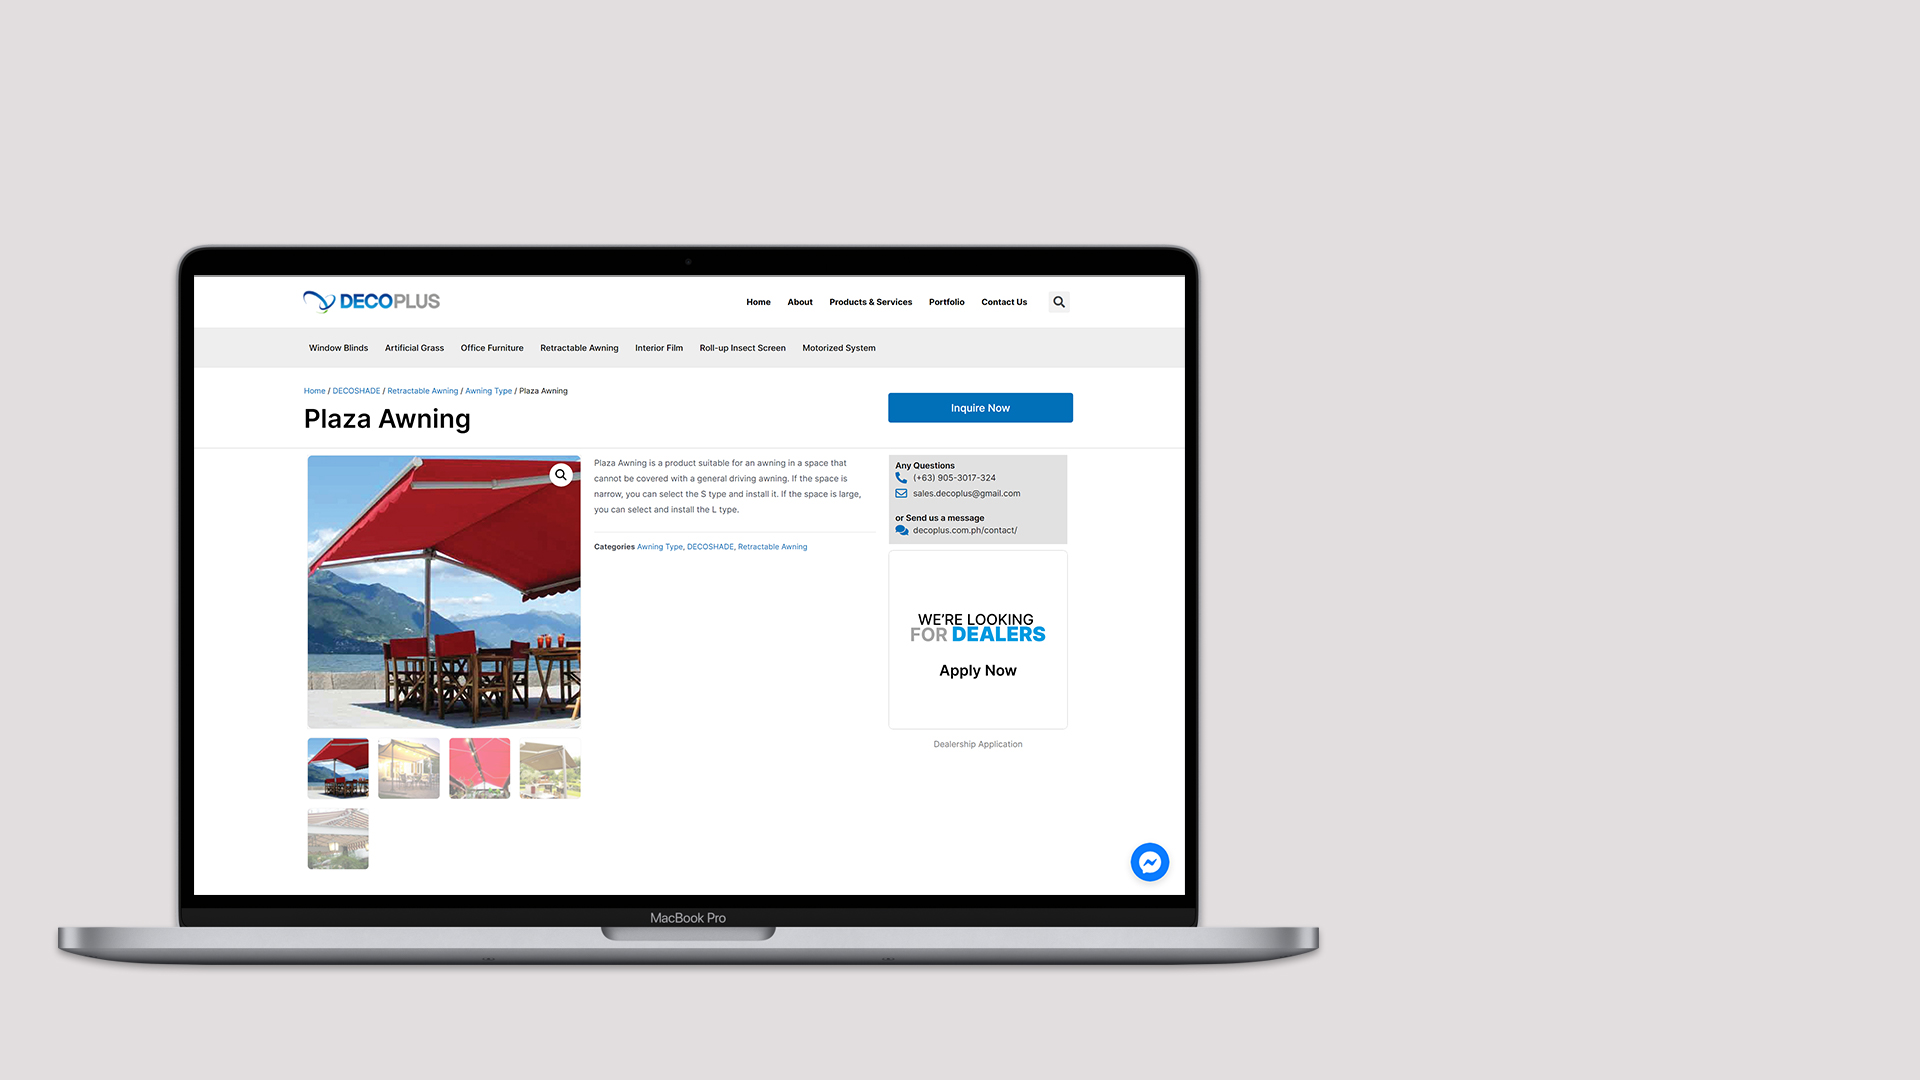 DECOPLUS
Home About Products & Services Portfolio Contact Us
Window Blinds Artificial Grass Office Furniture Retractable Awning Interior Film Roll-up Insect Screen Motorized System
Home / DECOSHADE / Retractable Awning / Awning Type / Plaza Awning
Plaza Awning
Inquire Now
Plaza Awning is a product suitable for an awning in a space that
cannot be covered with a general driving awning. If the space is
narrow, you can select the S type and install it. If the space is large,
you can select and install the L type.
Categories Awning Type, DECOSHADE, Retractable Awning
Any Questions
(+63) 905-3017-324
sales.decoplus@gmail.com
or Send us a message
decoplus.com.ph/contact/
WE'RE LOOKING
FOR DEALERS
Apply Now
Dealership Application
MacBook Pro